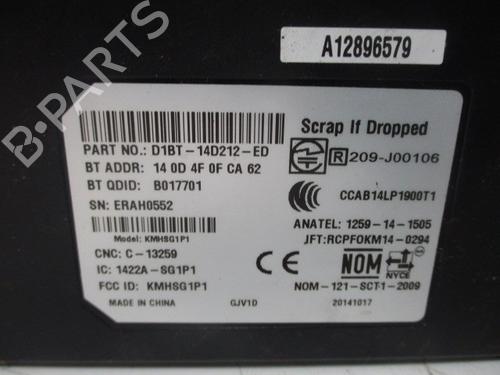 A12896579
Scrap If Dropped
PART NO.: D1BT-14D212-ED
R 209-J00106
BT ADDR: 14 0D 4F 0F CA 62
BT QDID: B017701
CCAB14LP1900T1
SN: ERAH0552
ANATEL: 1259-14-1505
Model: KMHSG1P1
JFT:RCPFOKM14-0294
CNC: C-13259
IC: 1422A-SG1P1
CE
NOM
NYCE
FCC ID: KMHSG1P1
NOM-121-SCT1-2009
MADE IN CHINA
GJV1D
20141017
B PARTS